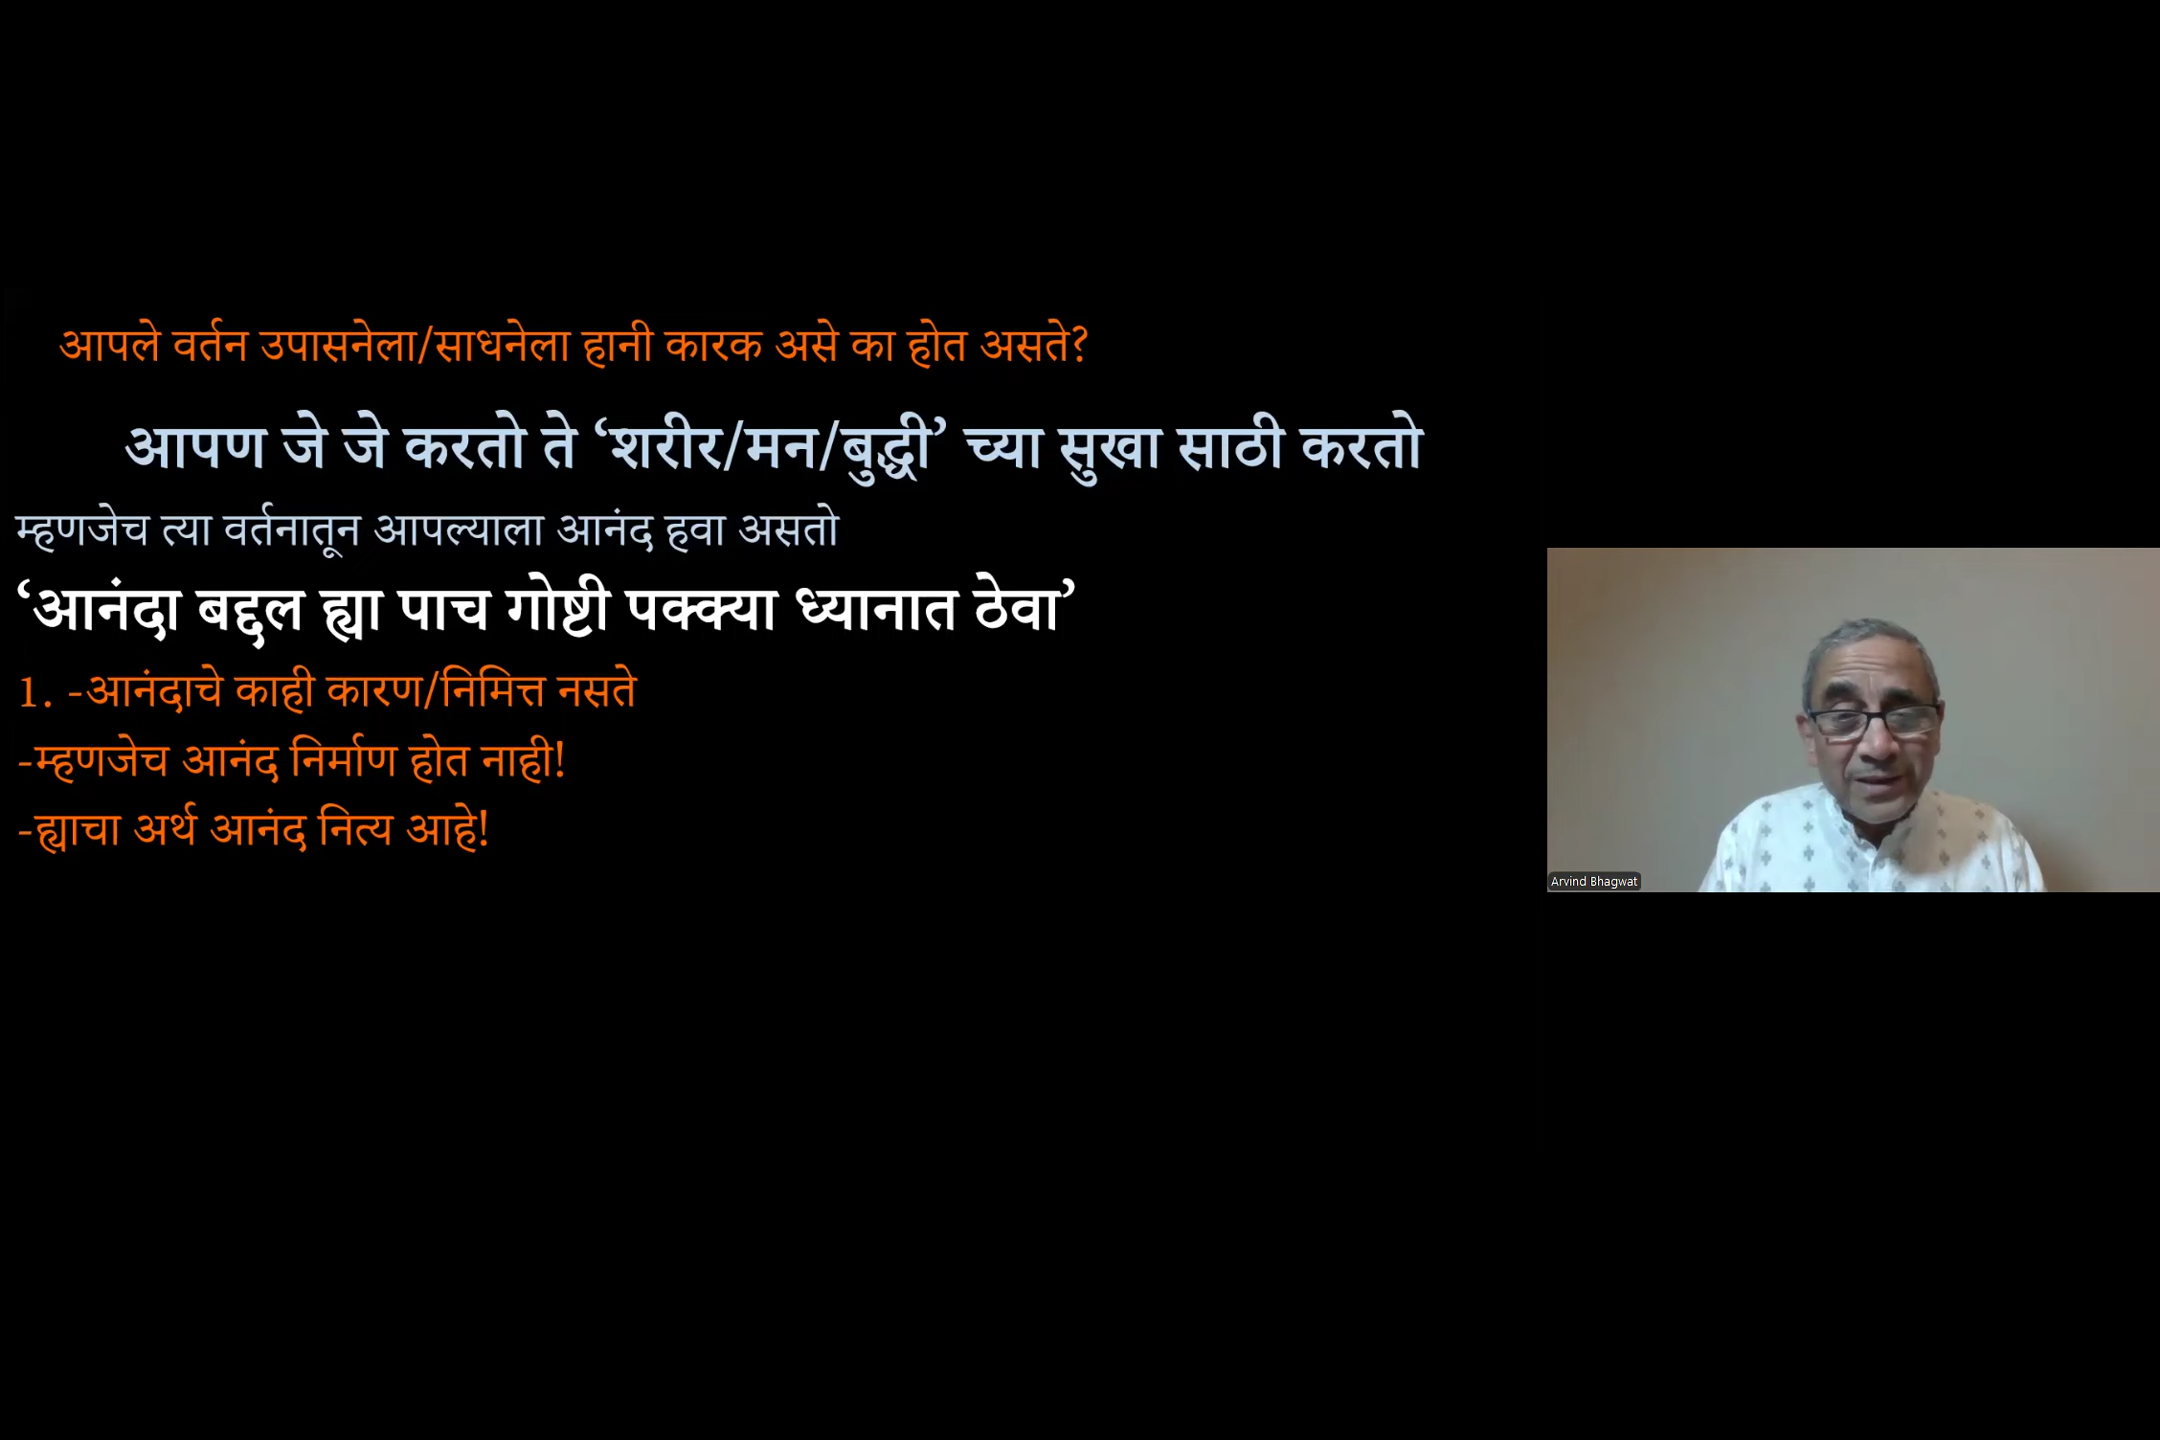 आपले वर्तन उपासनेला/साधनेला हानी कारक असे का होत असते?
आपण जे जे करतो ते ‘शरीर/मन/बुद्धी’ च्या सुखा साठी करतो
म्हणजेच त्या वर्तनातून आपल्याला आनंद हवा असतो
‘आनंदा बद्दल ह्या पाच गोष्टी पक्क्या ध्यानात ठेवा’
1. -आनंदाचे काही कारण/निमित्त नसते
-म्हणजेच आनंद निर्माण होत नाही!
-ह्याचा अर्थ आनंद नित्य आहे!
Arvind Bhagwat